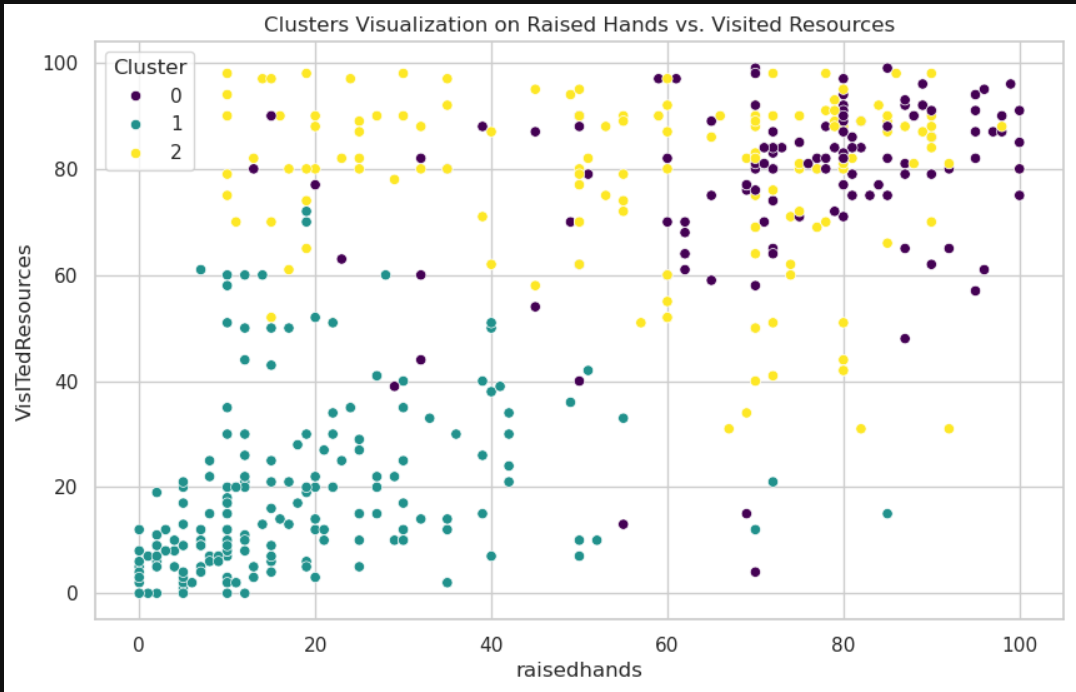 Clusters Visualization on Raised Hands vs. Visited Resources
Cluster
0
1
2
VisITedResources
100
80
60
40
20
0
0 20 40 60 80 100
raisedhands